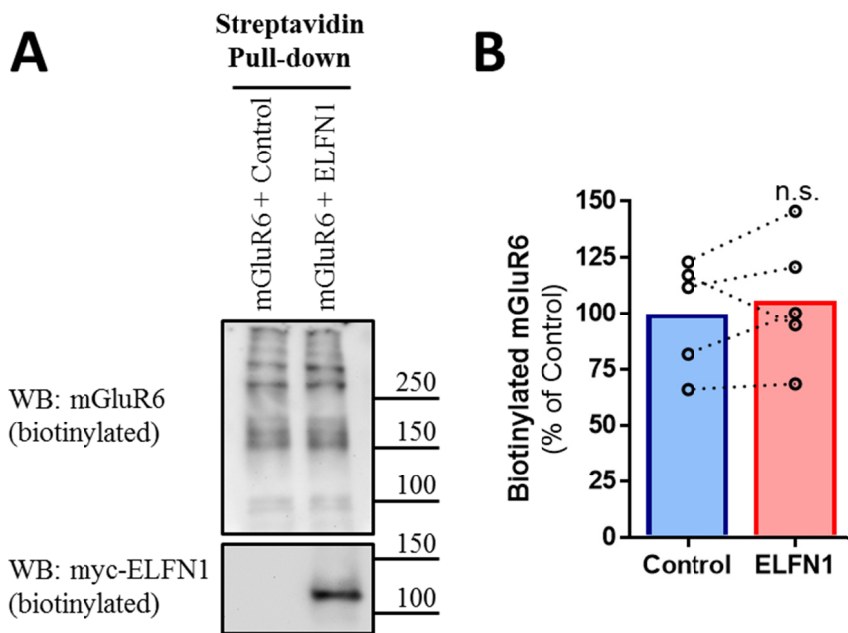 A
Streptavidin
Pull-down
mGluR6 + Control
mGluR6 + ELFN1
WB: mGluR6
(biotinylated)
250
150
100
WB: myc-ELFN1
(biotinylated)
150
100
B
Biotinylated mGluR6
(% of Control)
150
125
100
75
50
25
0
n.s.
Control
ELFN1